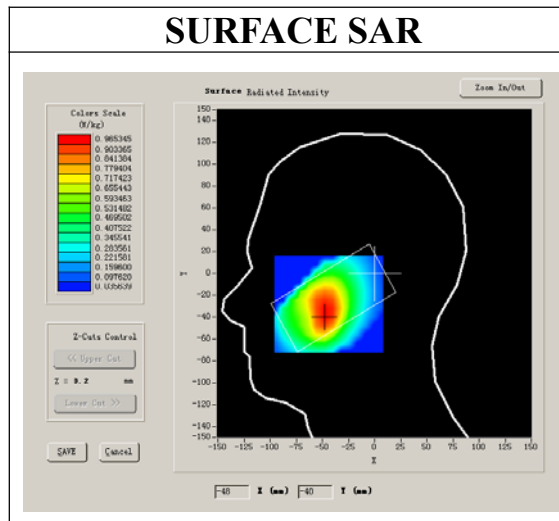 SURFACE SAR
Surface Radiated Intensity
Zoom In/Out
Colors Scale
(W/kg)
0.965345
0.903365
0.841384
0.779404
0.717423
0.655443
0.593463
0.531482
0.469502
0.407522
0.345541
0.283561
0.221581
0.159600
0.097620
0.035639
150
140
120
100
80
60
40
20
0
-20
-40
-60
-80
-100
-120
-140
-150
Y
-150 -125 -100 -75 -50 -25 0 25 50 75 100 125 150
X
Z-Cuts Control
<< Upper Cut
Z = 3.2 mm
Lower Cut >>
SAVE
Cancel
-48 X (mm) -40 Y (mm)